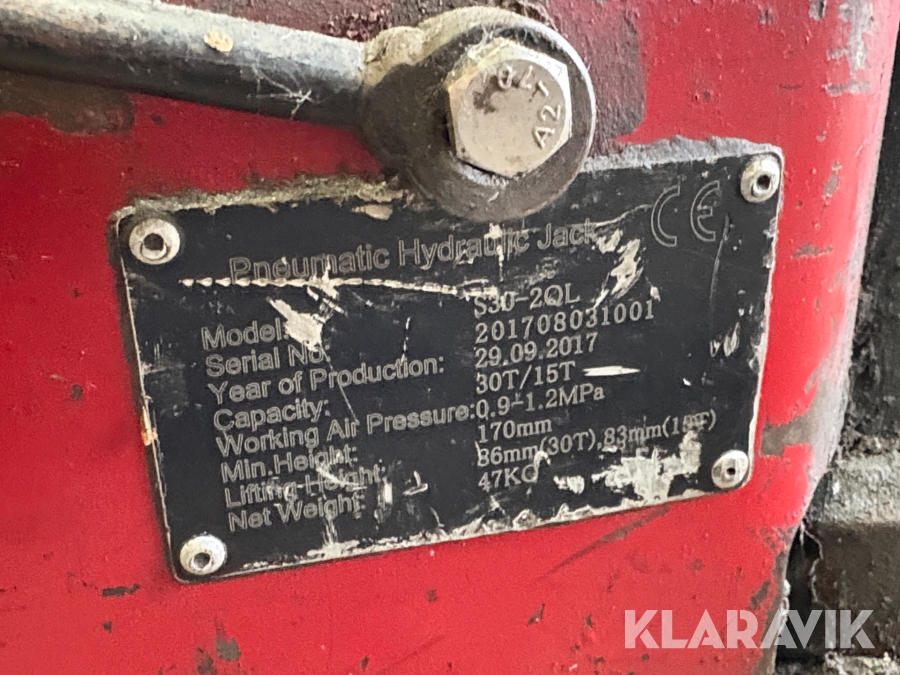 A2
Pneumatic Hydraulic Jack CE
Model: S30-2QL
Serial No: 201708031001
Year of Production: 29.09.2017
Capacity: 30T/15T
Working Air Pressure: 0.9-1.2MPa
Min.Height: 170mm
Lifting Height: 86mm(30T),83mm(15T)
Net Weight: 47KG
KLARAVIK